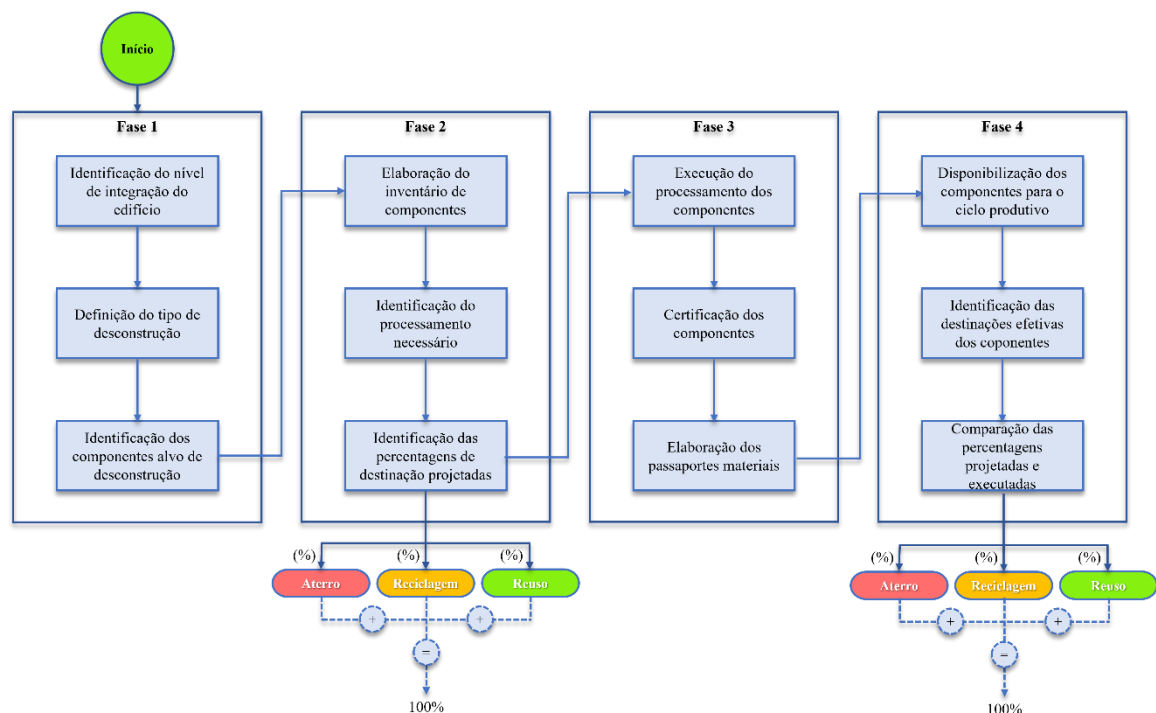 Início
Fase 1
Identificação do nível
de integração do
edifício
Definição do tipo de
desconstrução
Identificação dos
componentes alvo de
desconstrução
Fase 2
Elaboração do
inventário de
componentes
Identificação do
processamento
necessário
Identificação das
percentagens de
destinação projetadas
(%)
(%)
(%)
Aterro
Reciclagem
Reuso
+
+
=
100%
Fase 3
Execução do
processamento dos
componentes
Certificação dos
componentes
Elaboração dos
passaportes materiais
Fase 4
Disponibilização dos
componentes para o
ciclo produtivo
Identificação das
destinações efetivas
dos coponentes
Comparação das
percentagens
projetadas e
executadas
(%)
(%)
(%)
Aterro
Reciclagem
Reuso
+
+
=
100%